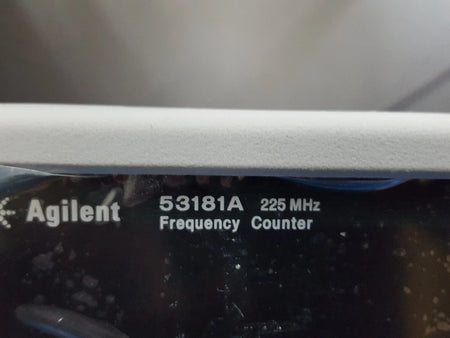 Agilent 53181A 225 MHz
Frequency Counter